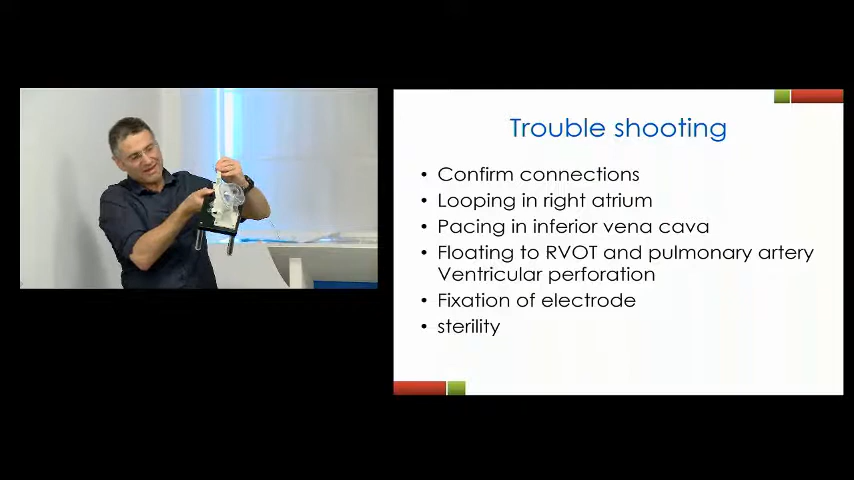 Trouble shooting
• Confirm connections
• Looping in right atrium
• Pacing in inferior vena cava
• Floating to RVOT and pulmonary artery
Ventricular perforation
• Fixation of electrode
• sterility